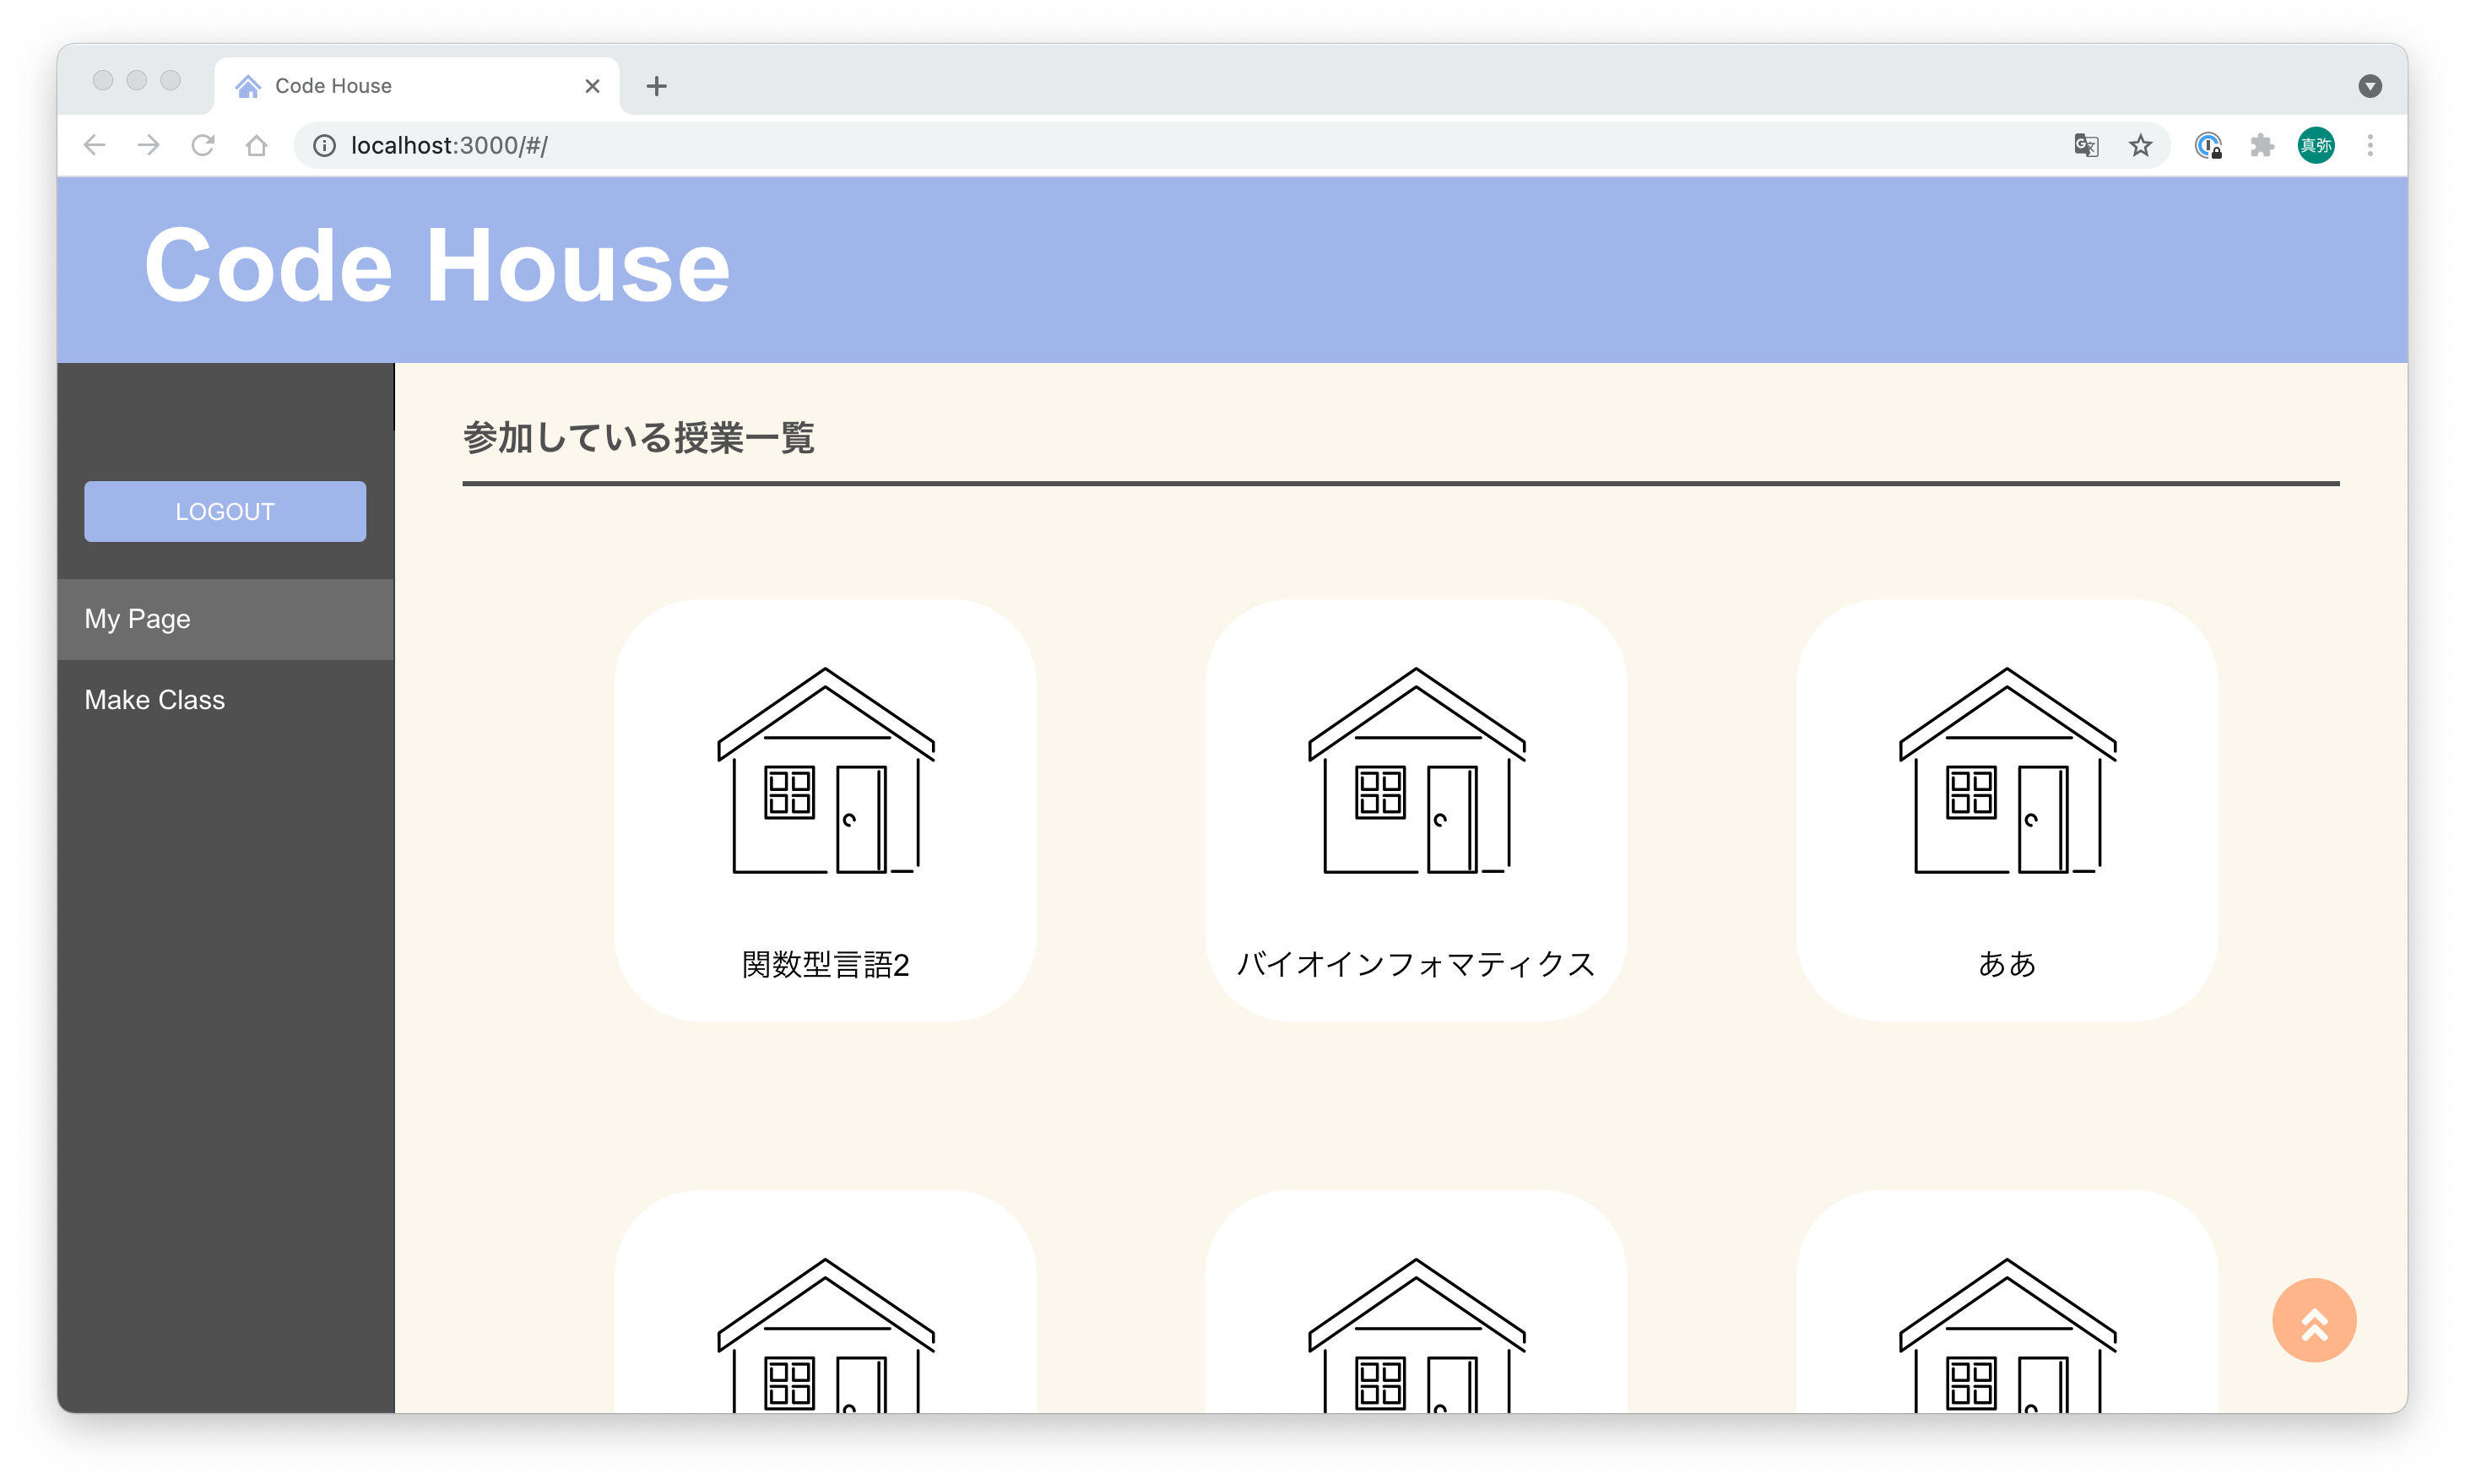 Code House
localhost:3000/#/
真弥
Code House
LOGOUT
My Page
Make Class
参加している授業一覧
関数型言語2
バイオインフォマティクス
ああ